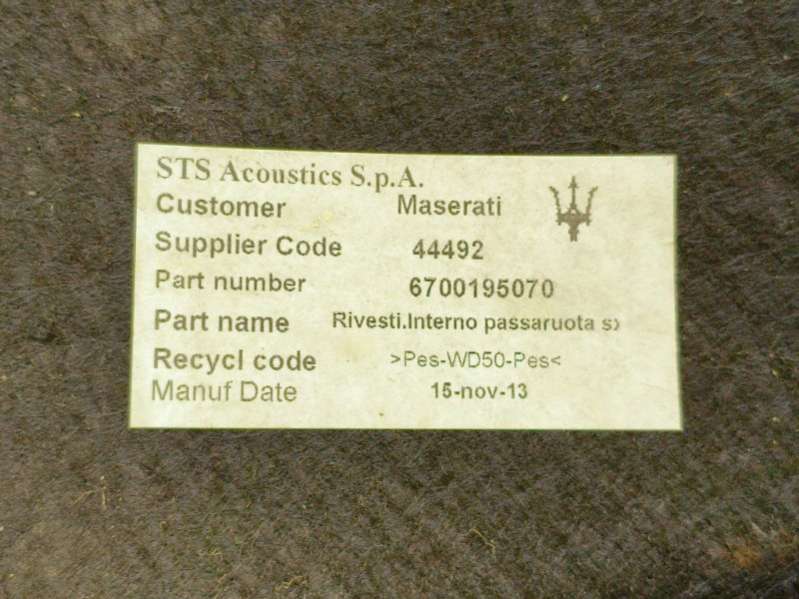 STS Acoustics S.p.A.
Customer Maserati
Supplier Code 44492
Part number 6700195070
Part name Rivesti.Interno passaruota sx
Recycl code >Pes-WD50-Pes<
Manuf Date 15-nov-13